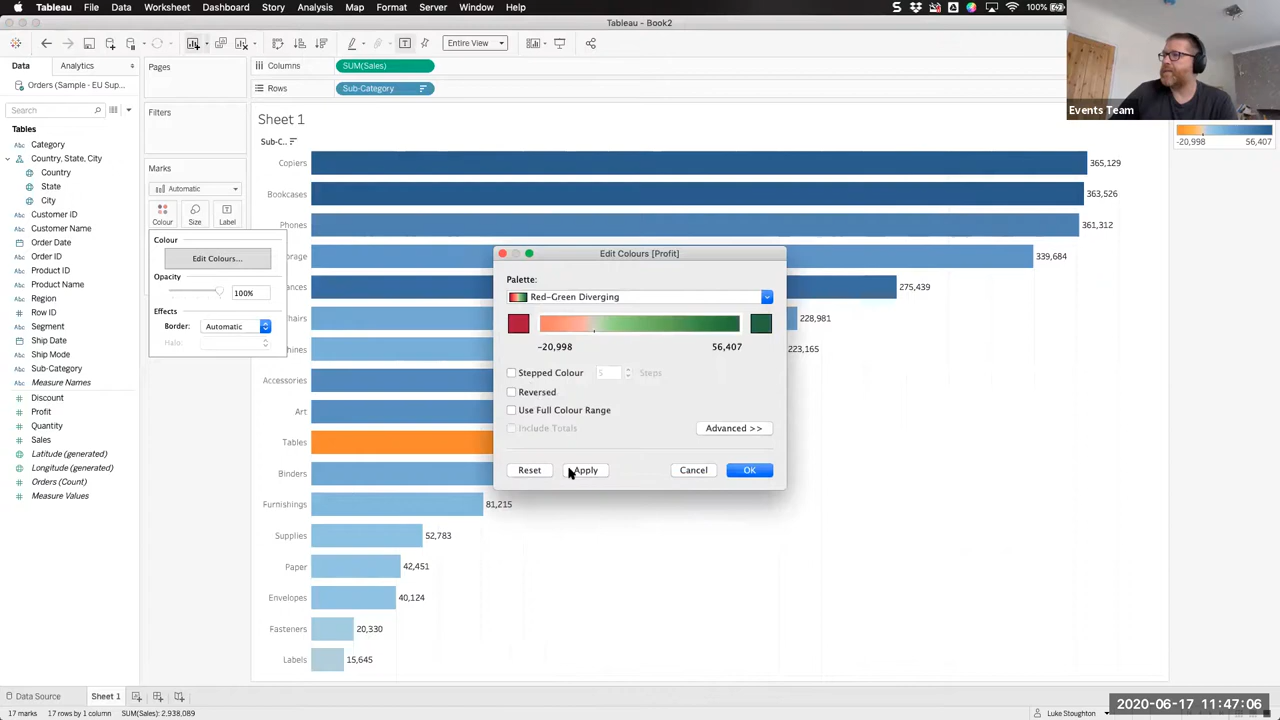 Tableau File Data Worksheet Dashboard Story Analysis Map Format Server Window Help
100%
Tableau - Book2
Entire View
Data Analytics
Pages
Columns SUM(Sales)
Orders (Sample - EU Sup...
Rows Sub-Category
Search
Filters
Events Team
Sheet 1
-20,998 56,407
Tables
Category
Country, State, City
Country
State
City
Customer ID
Customer Name
Order Date
Order ID
Product ID
Product Name
Region
Row ID
Segment
Ship Date
Ship Mode
Sub-Category
Measure Names
Discount
Profit
Quantity
Sales
Latitude (generated)
Longitude (generated)
Orders (Count)
Measure Values
Marks
Automatic
Colour Size Label
Colour
Edit Colours...
Opacity
100%
Effects
Border: Automatic
Halo:
Sub-C..
Copiers 365,129
Bookcases 363,526
Phones 361,312
orage 339,684
ances 275,439
hairs 228,981
hines 223,165
Accessories
Art
Tables
Binders
Furnishings 81,215
Supplies 52,783
Paper 42,451
Envelopes 40,124
Fasteners 20,330
Labels 15,645
Edit Colours [Profit]
Palette:
Red-Green Diverging
-20,998 56,407
Stepped Colour 5 Steps
Reversed
Use Full Colour Range
Include Totals Advanced >>
Reset Apply Cancel OK
Data Source Sheet 1
17 marks 17 rows by 1 column SUM(Sales): 2,938,089
Luke Stoughton
2020-06-17 11:47:06